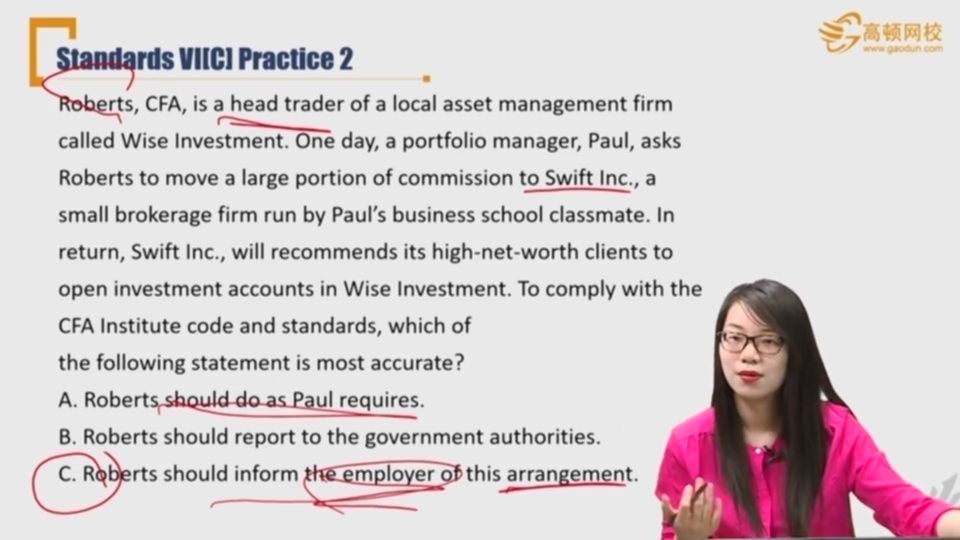 高顿网校
www.gaodun.com
Standards VI[C] Practice 2
Roberts, CFA, is a head trader of a local asset management firm
called Wise Investment. One day, a portfolio manager, Paul, asks
Roberts to move a large portion of commission to Swift Inc., a
small brokerage firm run by Paul's business school classmate. In
return, Swift Inc., will recommends its high-net-worth clients to
open investment accounts in Wise Investment. To comply with the
CFA Institute code and standards, which of
the following statement is most accurate?
A. Roberts should do as Paul requires.
B. Roberts should report to the government authorities.
C. Roberts should inform the employer of this arrangement.